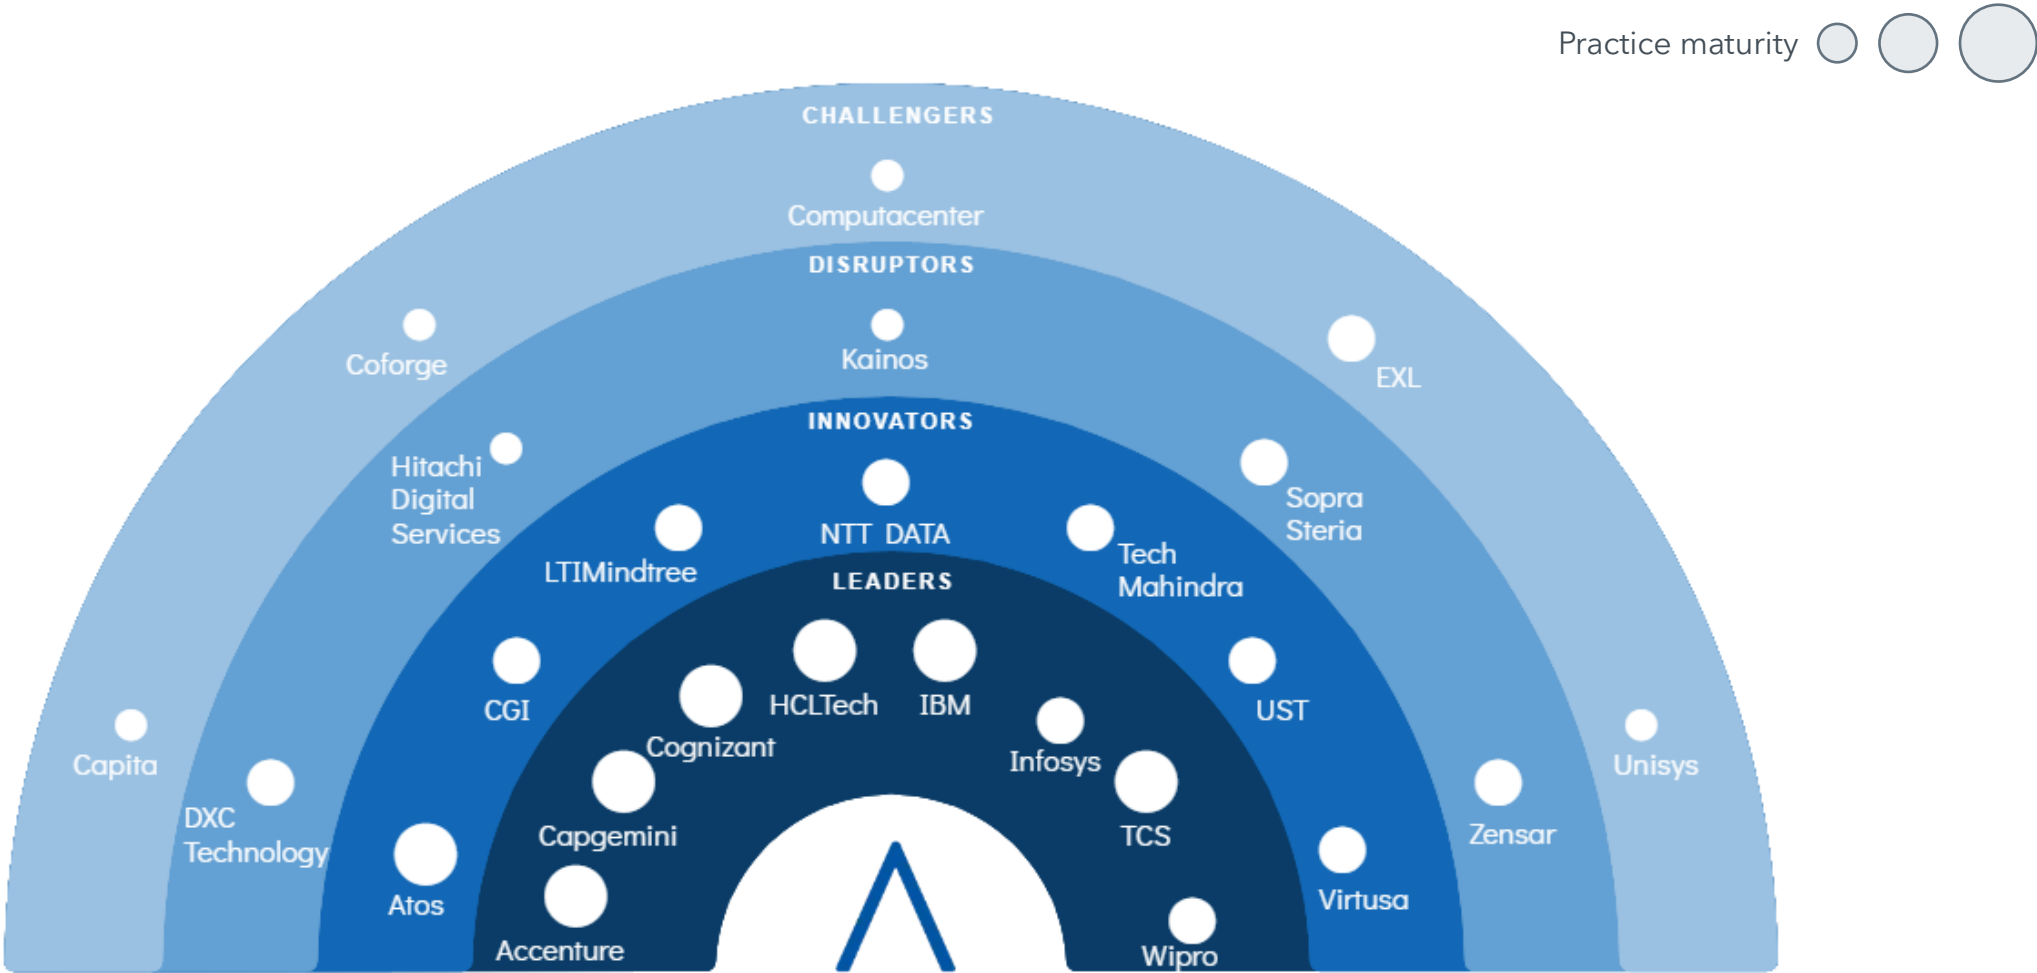 Practice maturity
CHALLENGERS
Computacenter
Coforge
EXL
Capita
Unisys
DISRUPTORS
Kainos
Hitachi
Digital
Services
Sopra
Steria
DXC
Technology
Zensar
INNOVATORS
NTT DATA
LTIMindtree
Tech
Mahindra
CGI
UST
Atos
Virtusa
LEADERS
HCLTech
IBM
Cognizant
Infosys
Capgemini
TCS
Accenture
Wipro